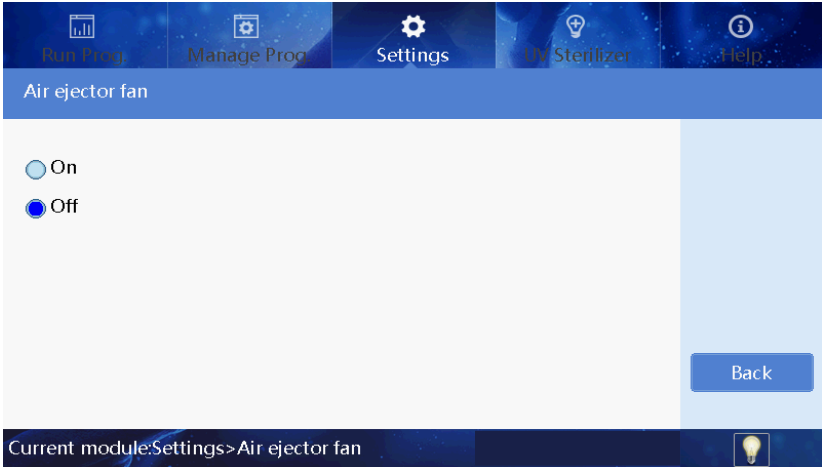 Run Prog.
Manage Prog.
Settings
UV Sterilizer
Help
Air ejector fan
On
Off
Back
Current module:Settings>Air ejector fan